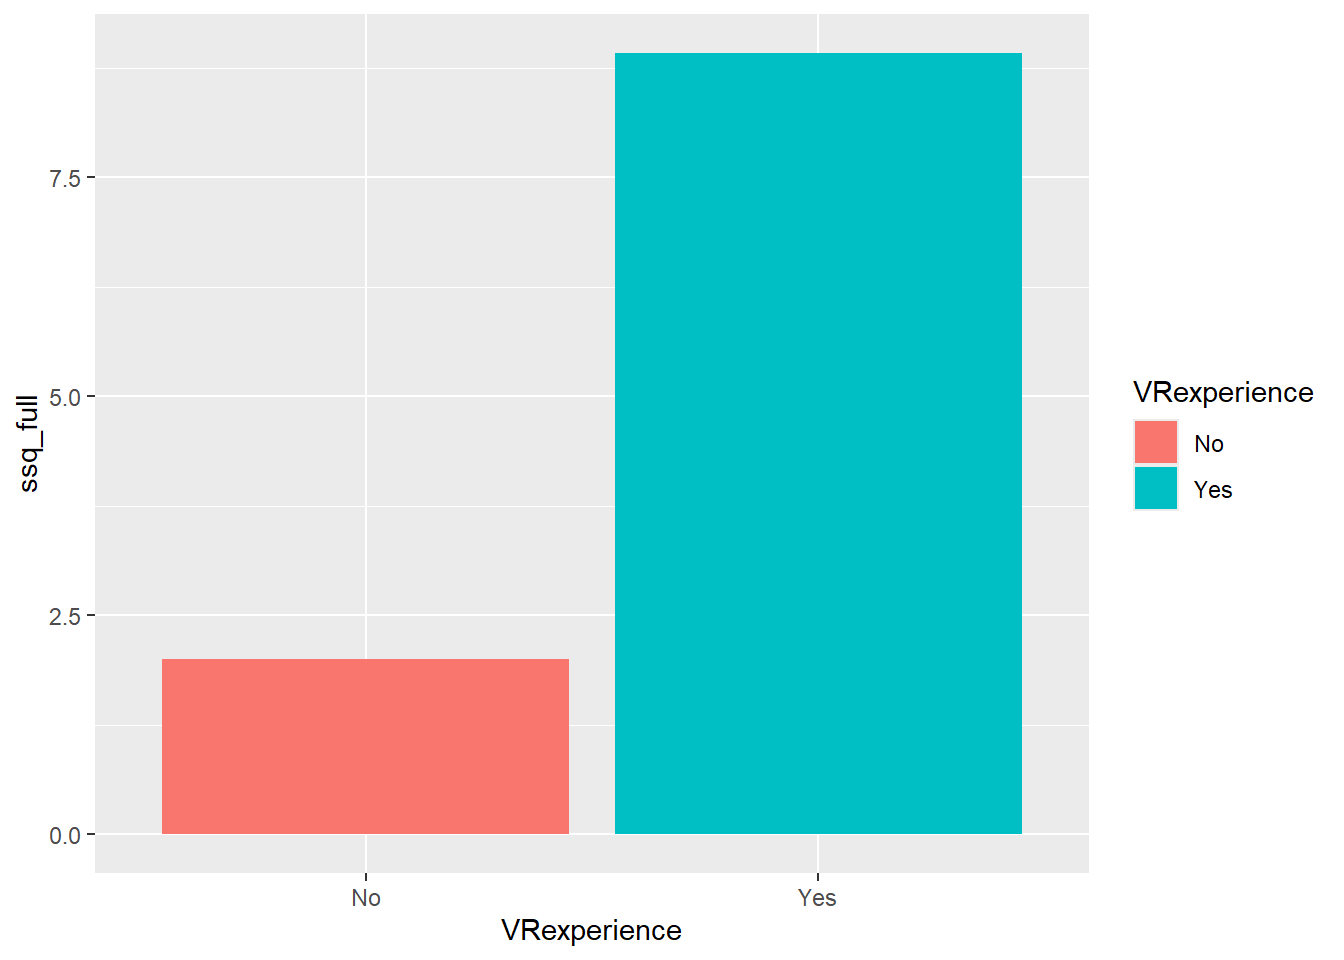 7.5
5.0
2.5
0.0
ssq_full
No
Yes
VRexperience
VRexperience
No
Yes